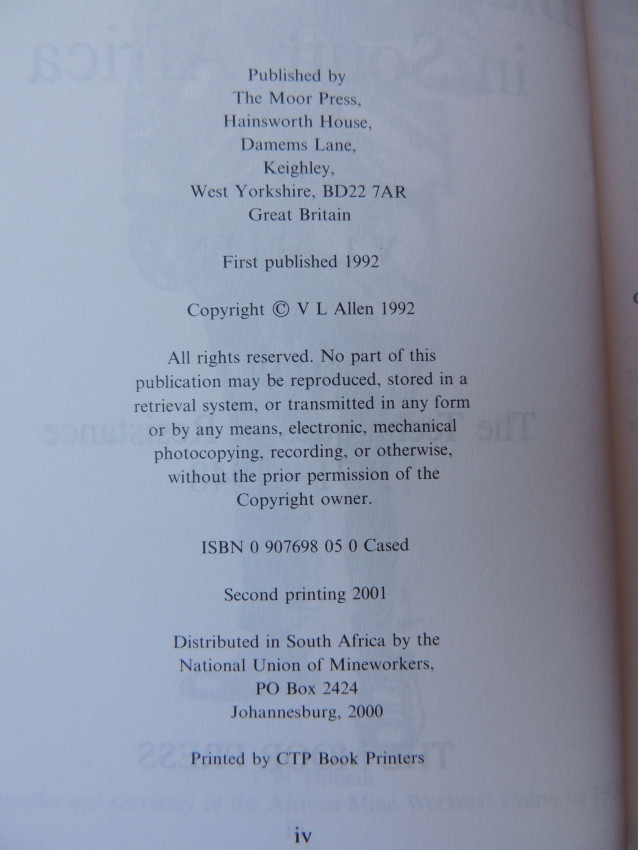 Published by
The Moor Press,
Hainsworth House,
Damems Lane,
Keighley,
West Yorkshire, BD22 7AR
Great Britain
First published 1992
Copyright © V L Allen 1992
All rights reserved. No part of this
publication may be reproduced, stored in a
retrieval system, or transmitted in any form
or by any means, electronic, mechanical
photocopying, recording, or otherwise,
without the prior permission of the
Copyright owner.
ISBN 0 907698 05 0 Cased
Second printing 2001
Distributed in South Africa by the
National Union of Mineworkers,
PO Box 2424
Johannesburg, 2000
Printed by CTP Book Printers
iv